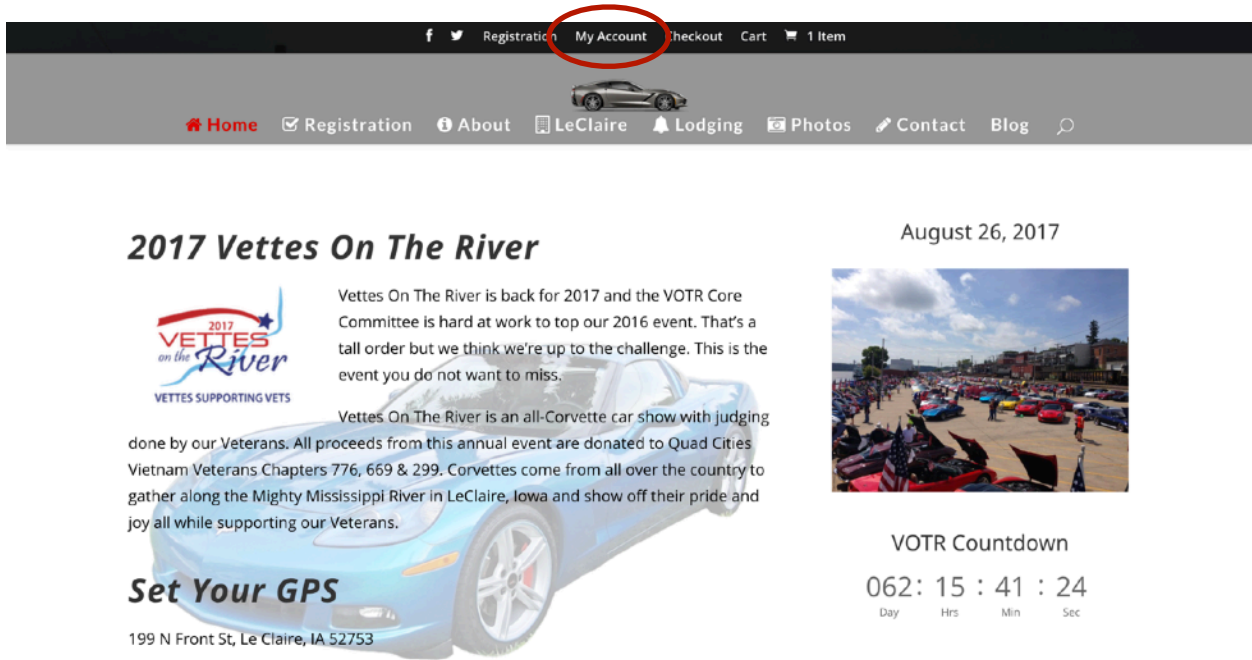 Registration My Account Checkout Cart 1 Item
Home Registration About LeClaire Lodging Photos Contact Blog
2017 Vettes On The River
2017
VETTES
on the River
VETTES SUPPORTING VETS
Vettes On The River is back for 2017 and the VOTR Core
Committee is hard at work to top our 2016 event. That's a
tall order but we think we're up to the challenge. This is the
event you do not want to miss.
Vettes On The River is an all-Corvette car show with judging
done by our Veterans. All proceeds from this annual event are donated to Quad Cities
Vietnam Veterans Chapters 776, 669 & 299. Corvettes come from all over the country to
gather along the Mighty Mississippi River in LeClaire, Iowa and show off their pride and
joy all while supporting our Veterans.
Set Your GPS
199 N Front St, Le Claire, IA 52753
August 26, 2017
VOTR Countdown
062: 15 : 41 : 24
Day Hrs Min Sec